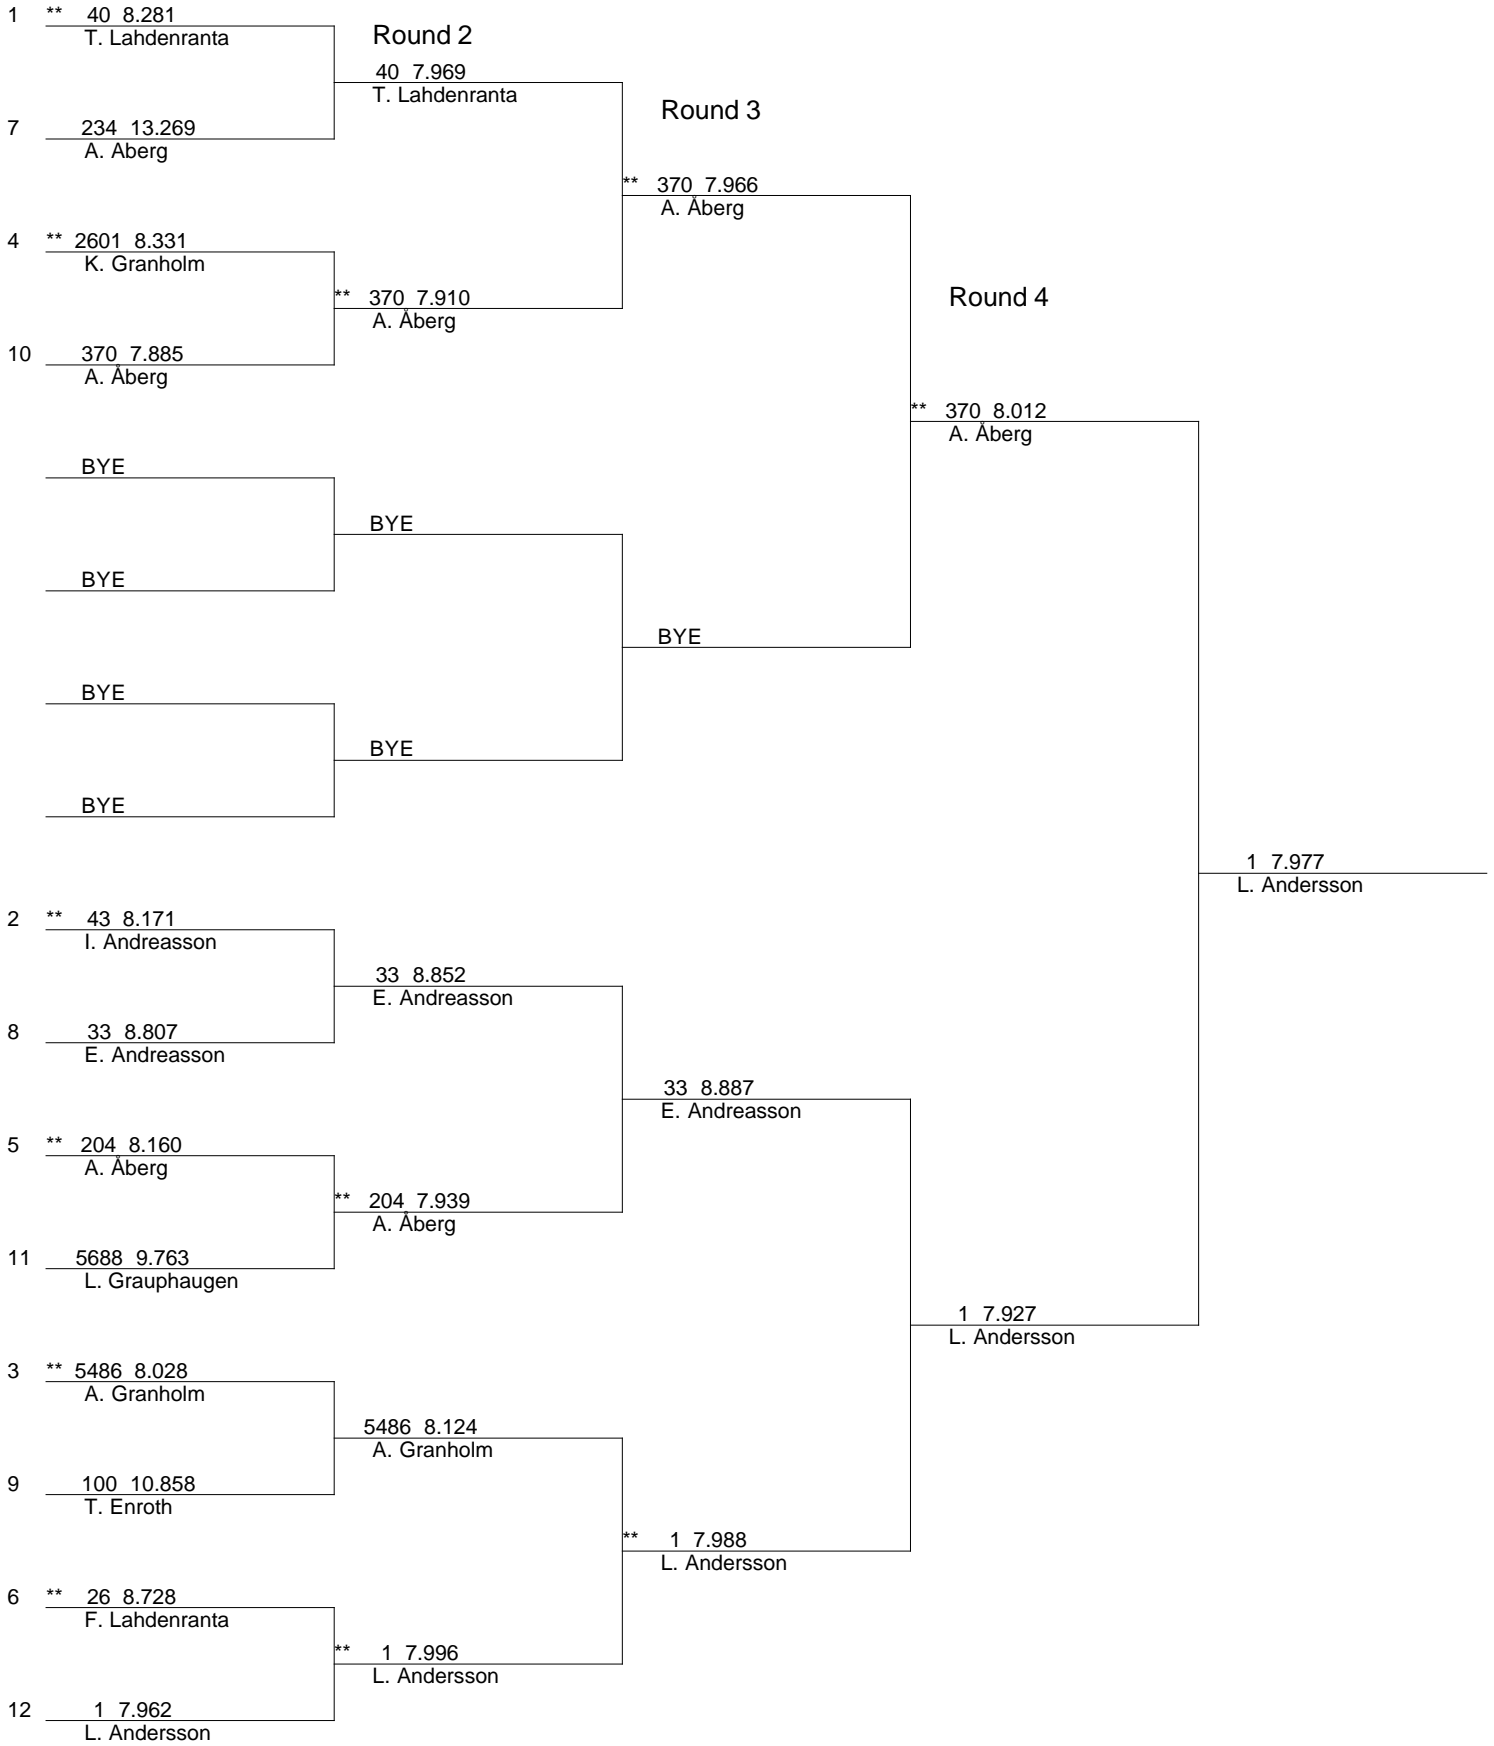 1 ** 40 8.281
T. Lahdenranta
Round 2
40 7.969
T. Lahdenranta
Round 3
7 234 13.269
A. Aberg
** 370 7.966
A. Åberg
4 ** 2601 8.331
K. Granholm
** 370 7.910
A. Åberg
Round 4
10 370 7.885
A. Åberg
** 370 8.012
A. Åberg
BYE
BYE
BYE
BYE
BYE
BYE
BYE
1 7.977
L. Andersson
2 ** 43 8.171
I. Andreasson
33 8.852
E. Andreasson
8 33 8.807
E. Andreasson
33 8.887
E. Andreasson
5 ** 204 8.160
A. Åberg
** 204 7.939
A. Åberg
11 5688 9.763
L. Grauphaugen
1 7.927
L. Andersson
3 ** 5486 8.028
A. Granholm
5486 8.124
A. Granholm
9 100 10.858
T. Enroth
** 1 7.988
L. Andersson
6 ** 26 8.728
F. Lahdenranta
** 1 7.996
L. Andersson
12 1 7.962
L. Andersson